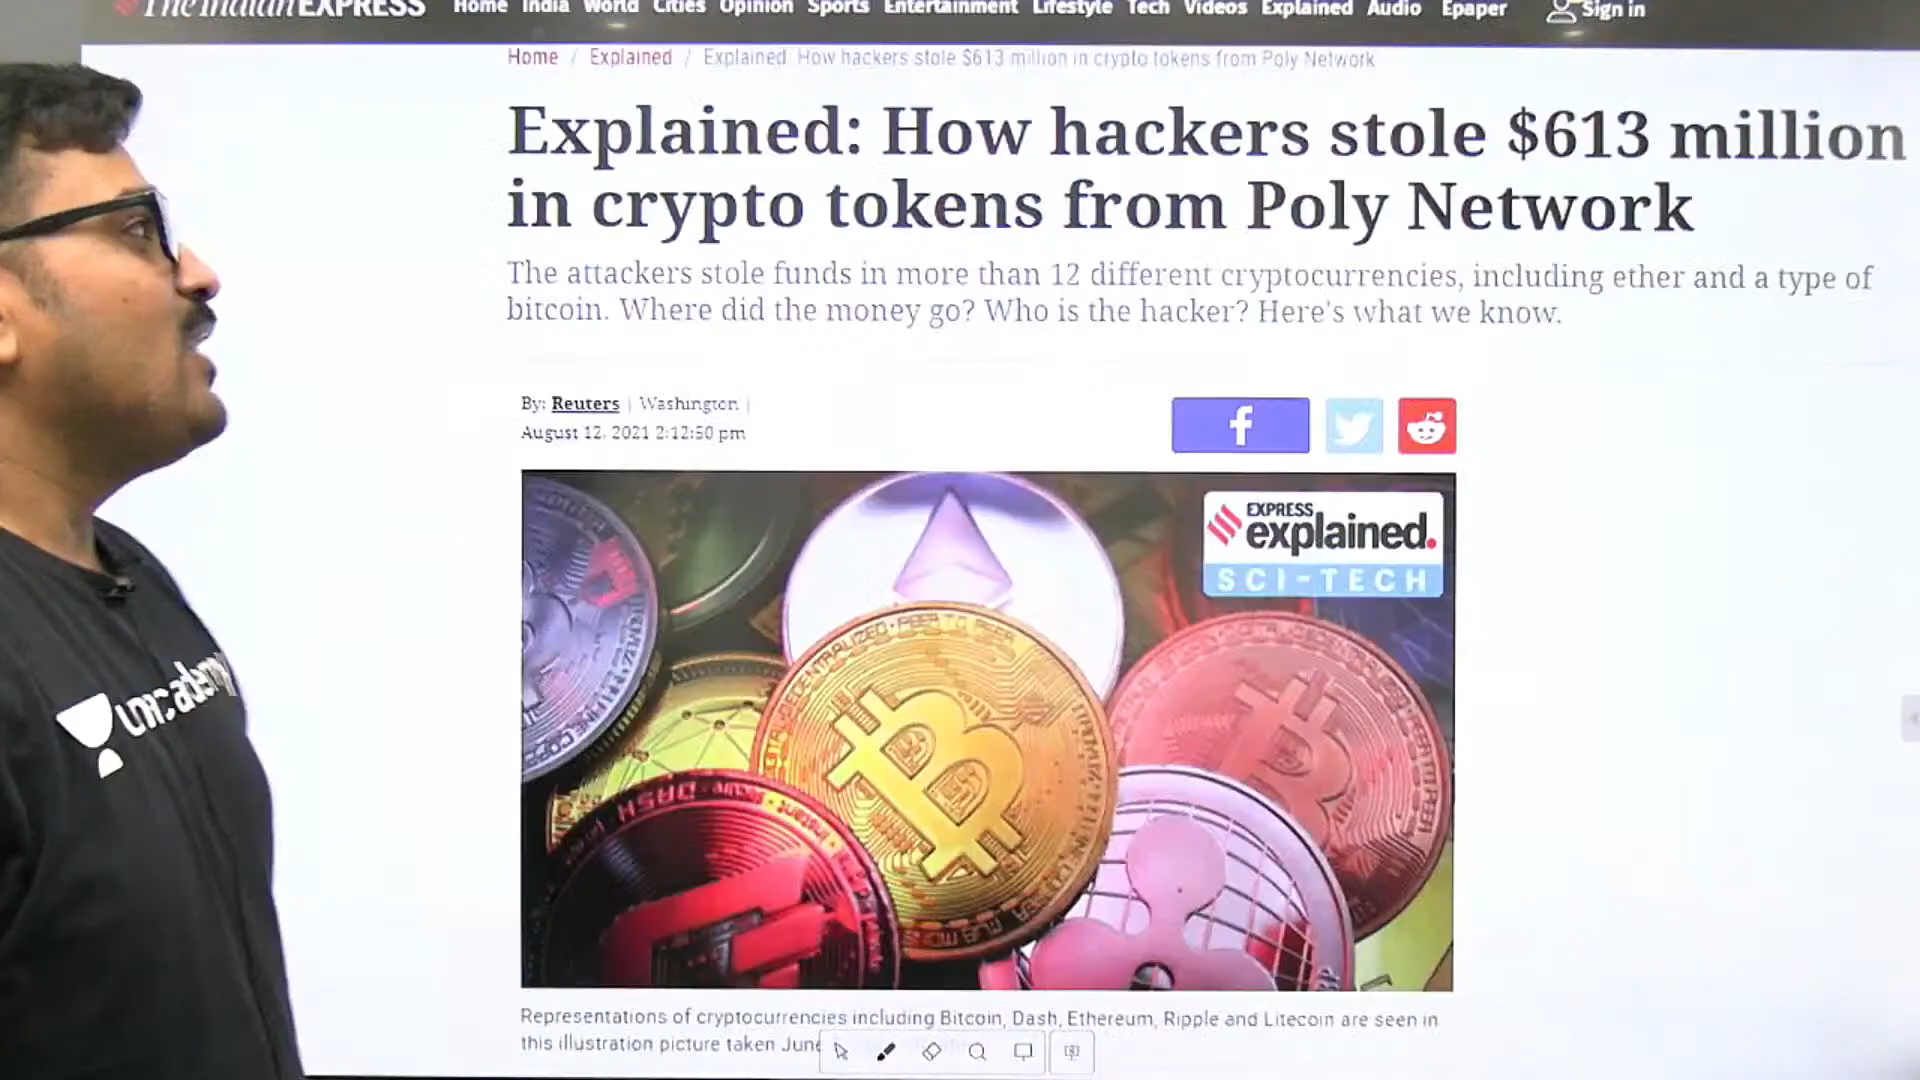 The Indian EXPRESS
Home India World Cities Opinion Sports Entertainment Lifestyle Tech Videos Explained Audio Epaper Sign in
Home / Explained / Explained: How hackers stole $613 million in crypto tokens from Poly Network
Explained: How hackers stole $613 million
in crypto tokens from Poly Network
The attackers stole funds in more than 12 different cryptocurrencies, including ether and a type of
bitcoin. Where did the money go? Who is the hacker? Here's what we know.
By: Reuters | Washington |
August 12, 2021 2:12:50 pm
EXPRESS
explained.
SCI-TECH
DECENTRALIZED • PEER TO PEER
DASH
unacademy
Representations of cryptocurrencies including Bitcoin, Dash, Ethereum, Ripple and Litecoin are seen in
this illustration picture taken June